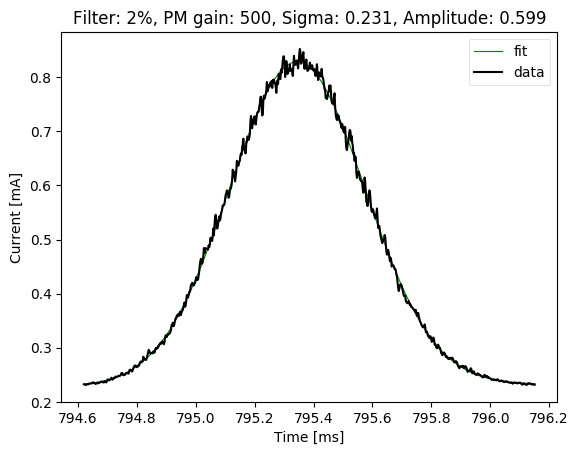 Filter: 2%, PM gain: 500, Sigma: 0.231, Amplitude: 0.599
fit
data
0.8
0.7
0.6
0.5
0.4
0.3
0.2
Current [mA]
794.6 794.8 795.0 795.2 795.4 795.6 795.8 796.0 796.2
Time [ms]